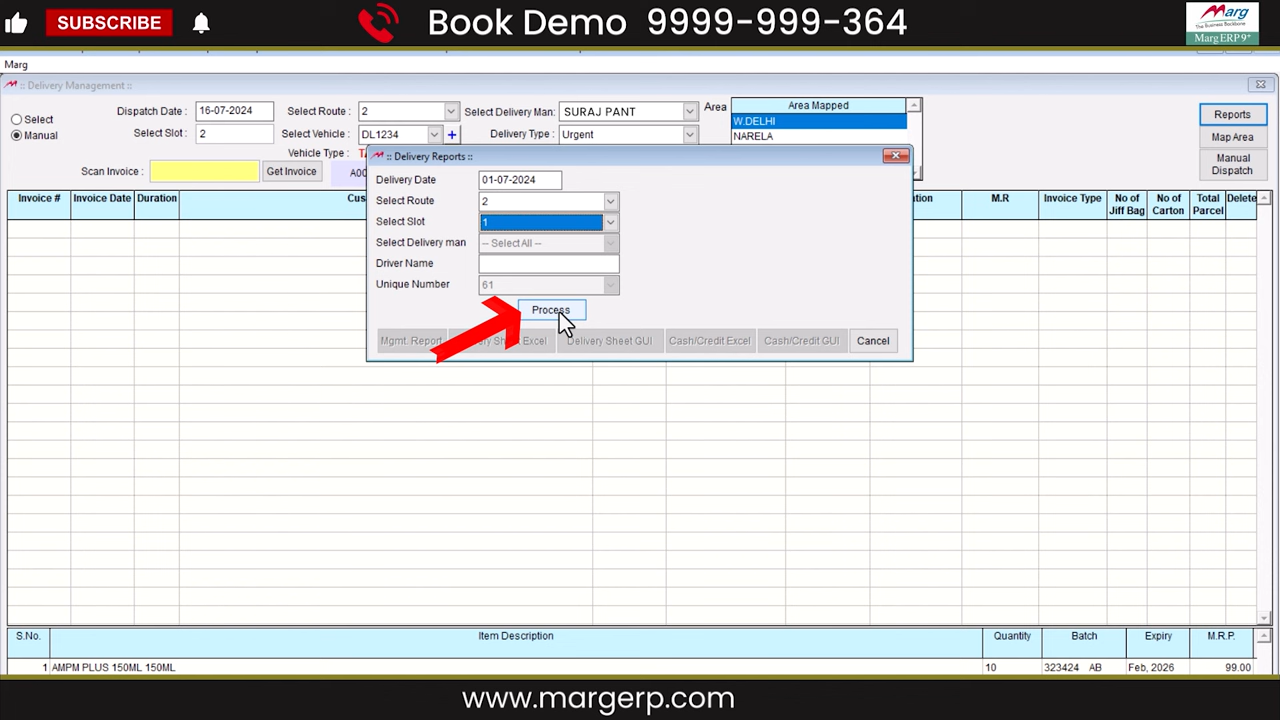 SUBSCRIBE
Book Demo 9999-999-364
Marg
The Business Backbone
MargERP9+
Marg
:: Delivery Management ::
Select
Manual
Dispatch Date : 16-07-2024
Select Route : 2
Select Delivery Man: SURAJ PANT
Area
Area Mapped
Select Slot : 2
Select Vehicle : DL1234 +
Delivery Type : Urgent
W.DELHI
NARELA
Vehicle Type :
Scan Invoice :
Get Invoice
Reports
Map Area
Manual
Dispatch
Invoice # Invoice Date Duration M.R Invoice Type No of Jiff Bag No of Carton Total Parcel Delete
:: Delivery Reports ::
Delivery Date 01-07-2024
Select Route 2
Select Slot 1
Select Delivery man -- Select All --
Driver Name
Unique Number 61
Process
Mgmt. Report Excel Delivery Sheet GUI Cash/Credit Excel Cash/Credit GUI Cancel
S.No. Item Description Quantity Batch Expiry M.R.P.
1 AMPM PLUS 150ML 150ML 10 323424 AB Feb, 2026 99.00
www.margerp.com